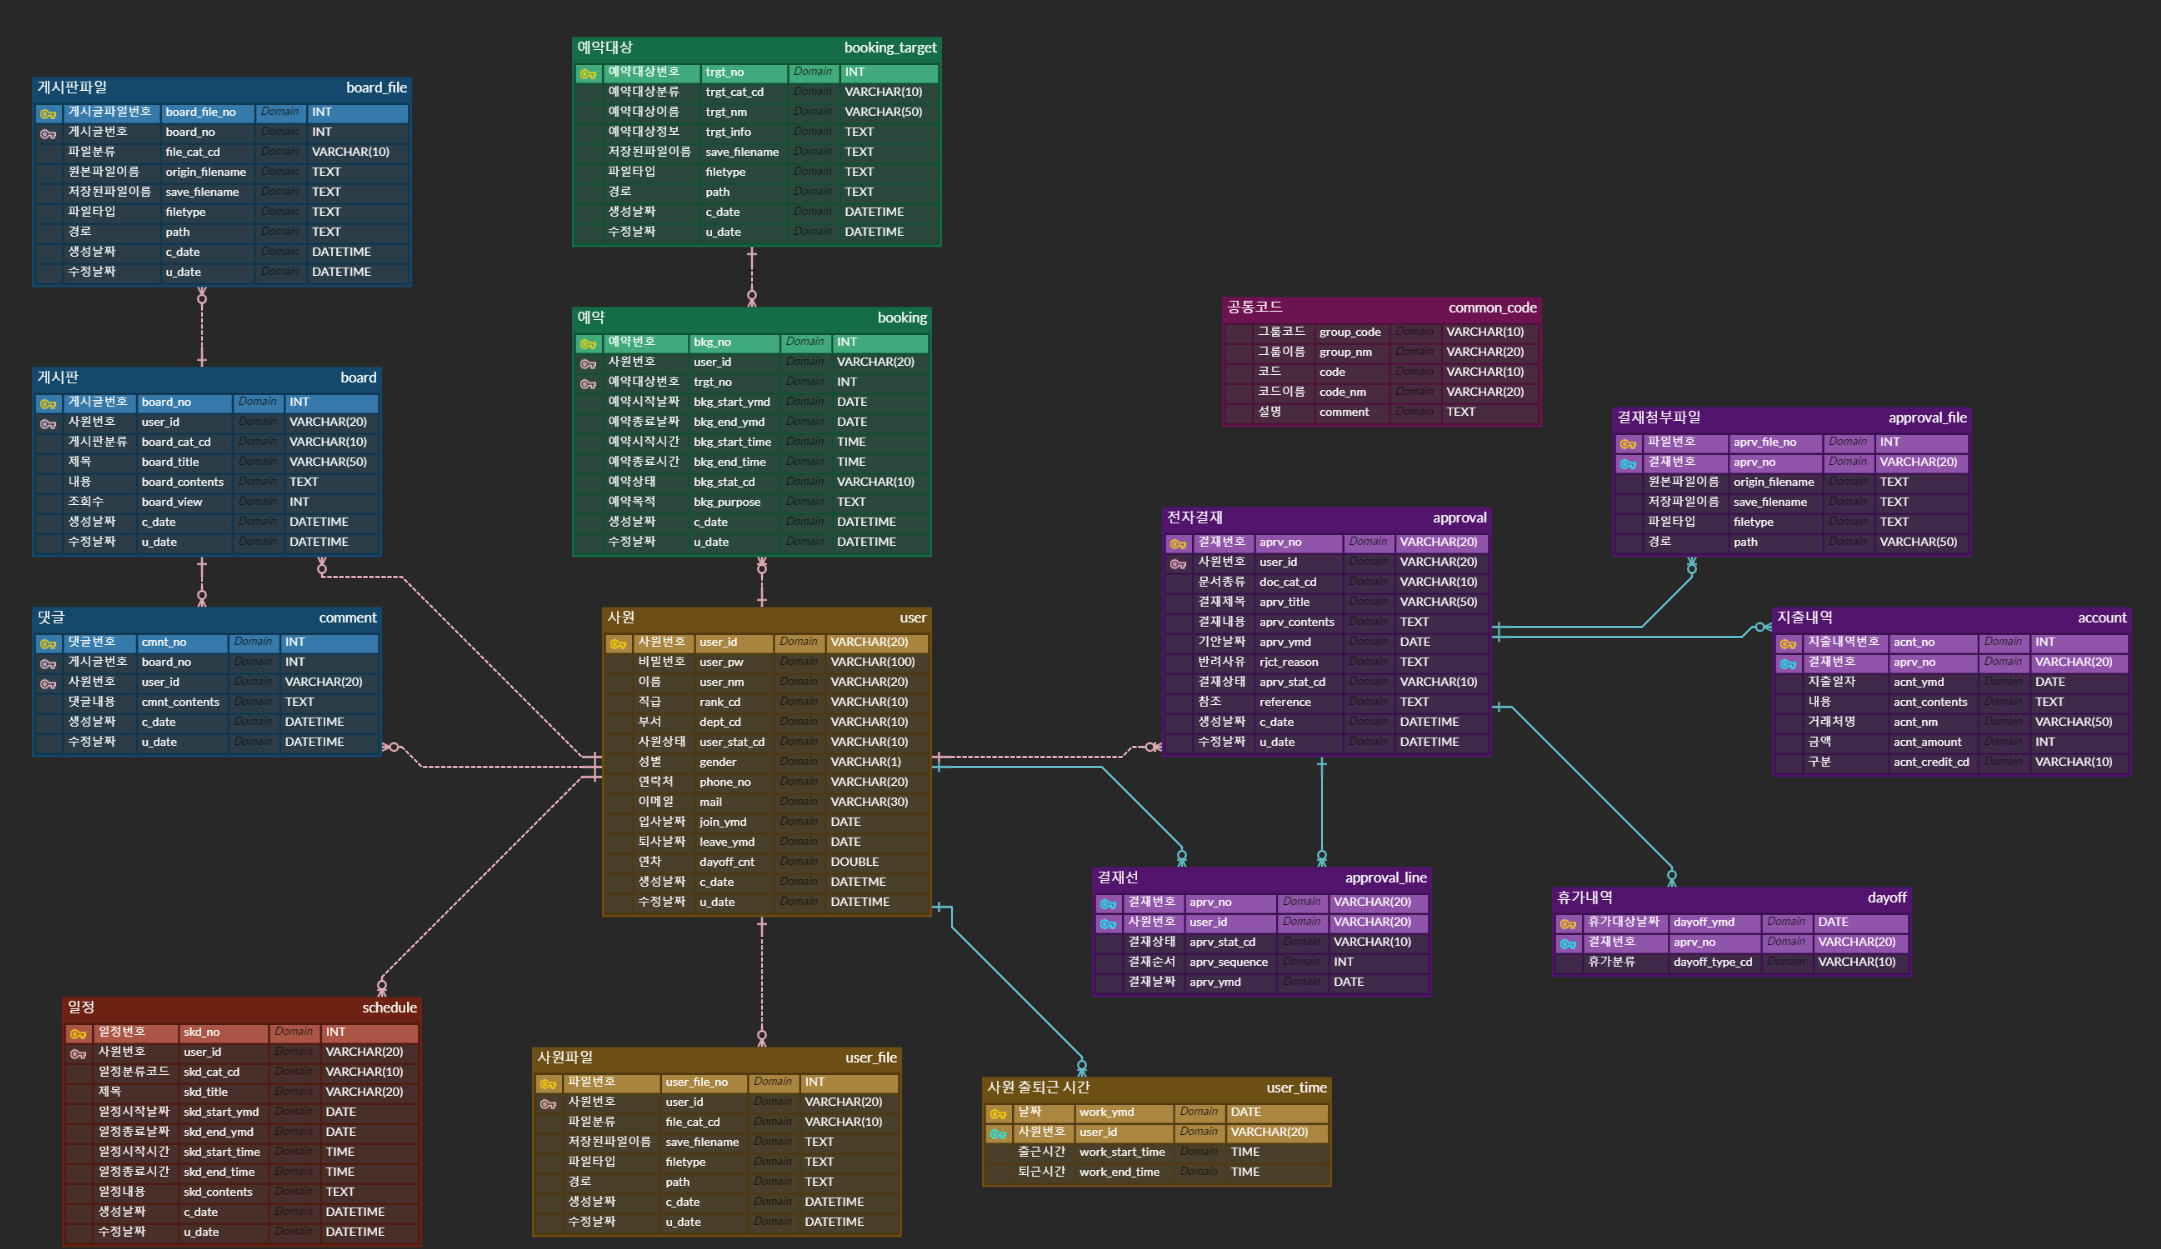 게시판파일 board_file
게시글파일번호 board_file_no Domain INT
게시글번호 board_no Domain INT
파일분류 file_cat_cd Domain VARCHAR(10)
원본파일이름 origin_filename Domain TEXT
저장된파일이름 save_filename Domain TEXT
파일타입 filetype Domain TEXT
경로 path Domain TEXT
생성날짜 c_date Domain DATETIME
수정날짜 u_date Domain DATETIME
게시판 board
게시글번호 board_no Domain INT
사원번호 user_id Domain VARCHAR(20)
게시판분류 board_cat_cd Domain VARCHAR(10)
제목 board_title Domain VARCHAR(50)
내용 board_contents Domain TEXT
조회수 board_view Domain INT
생성날짜 c_date Domain DATETIME
수정날짜 u_date Domain DATETIME
댓글 comment
댓글번호 cmnt_no Domain INT
게시글번호 board_no Domain INT
사원번호 user_id Domain VARCHAR(20)
댓글내용 cmnt_contents Domain TEXT
생성날짜 c_date Domain DATETIME
수정날짜 u_date Domain DATETIME
일정 schedule
일정번호 skd_no Domain INT
사원번호 user_id Domain VARCHAR(20)
일정분류코드 skd_cat_cd Domain VARCHAR(10)
제목 skd_title Domain VARCHAR(20)
일정시작날짜 skd_start_ymd Domain DATE
일정종료날짜 skd_end_ymd Domain DATE
일정시작시간 skd_start_time Domain TIME
일정종료시간 skd_end_time Domain TIME
일정내용 skd_contents Domain TEXT
생성날짜 c_date Domain DATETIME
수정날짜 u_date Domain DATETIME
예약대상 booking_target
예약대상번호 trgt_no Domain INT
예약대상분류 trgt_cat_cd Domain VARCHAR(10)
예약대상이름 trgt_nm Domain VARCHAR(50)
예약대상정보 trgt_info Domain TEXT
저장된파일이름 save_filename Domain TEXT
파일타입 filetype Domain TEXT
경로 path Domain TEXT
생성날짜 c_date Domain DATETIME
수정날짜 u_date Domain DATETIME
예약 booking
예약번호 bkg_no Domain INT
사원번호 user_id Domain VARCHAR(20)
예약대상번호 trgt_no Domain INT
예약시작날짜 bkg_start_ymd Domain DATE
예약종료날짜 bkg_end_ymd Domain DATE
예약시작시간 bkg_start_time Domain TIME
예약종료시간 bkg_end_time Domain TIME
예약상태 bkg_stat_cd Domain VARCHAR(10)
예약목적 bkg_purpose Domain TEXT
생성날짜 c_date Domain DATETIME
수정날짜 u_date Domain DATETIME
사원 user
사원번호 user_id Domain VARCHAR(20)
비밀번호 user_pw Domain VARCHAR(100)
이름 user_nm Domain VARCHAR(20)
직급 rank_cd Domain VARCHAR(10)
부서 dept_cd Domain VARCHAR(10)
사원상태 user_stat_cd Domain VARCHAR(10)
성별 gender Domain VARCHAR(1)
연락처 phone_no Domain VARCHAR(20)
이메일 mail Domain VARCHAR(30)
입사날짜 join_ymd Domain DATE
퇴사날짜 leave_ymd Domain DATE
연차 dayoff_cnt Domain DOUBLE
생성날짜 c_date Domain DATETME
수정날짜 u_date Domain DATETIME
사원파일 user_file
파일번호 user_file_no Domain INT
사원번호 user_id Domain VARCHAR(20)
파일분류 file_cat_cd Domain VARCHAR(10)
저장된파일이름 save_filename Domain TEXT
파일타입 filetype Domain TEXT
경로 path Domain TEXT
생성날짜 c_date Domain DATETIME
수정날짜 u_date Domain DATETIME
사원 출퇴근 시간 user_time
날짜 work_ymd Domain DATE
사원번호 user_id Domain VARCHAR(20)
출근시간 work_start_time Domain TIME
퇴근시간 work_end_time Domain TIME
공통코드 common_code
그룹코드 group_code Domain VARCHAR(10)
그룹이름 group_nm Domain VARCHAR(20)
코드 code Domain VARCHAR(10)
코드이름 code_nm Domain VARCHAR(20)
설명 comment Domain TEXT
전자결재 approval
결재번호 aprv_no Domain VARCHAR(20)
사원번호 user_id Domain VARCHAR(20)
문서종류 doc_cat_cd Domain VARCHAR(10)
결재제목 aprv_title Domain VARCHAR(50)
결재내용 aprv_contents Domain TEXT
기안날짜 aprv_ymd Domain DATE
반려사유 rjct_reason Domain TEXT
결재상태 aprv_stat_cd Domain VARCHAR(10)
참조 reference Domain TEXT
생성날짜 c_date Domain DATETIME
수정날짜 u_date Domain DATETIME
결재선 approval_line
결재번호 aprv_no Domain VARCHAR(20)
사원번호 user_id Domain VARCHAR(20)
결재상태 aprv_stat_cd Domain VARCHAR(10)
결재순서 aprv_sequence Domain INT
결재날짜 aprv_ymd Domain DATE
결재첨부파일 approval_file
파일번호 aprv_file_no Domain INT
결재번호 aprv_no Domain VARCHAR(20)
원본파일이름 origin_filename Domain TEXT
저장파일이름 save_filename Domain TEXT
파일타입 filetype Domain TEXT
경로 path Domain VARCHAR(50)
지출내역 account
지출내역번호 acnt_no Domain INT
결재번호 aprv_no Domain VARCHAR(20)
지출일자 acnt_ymd Domain DATE
내용 acnt_contents Domain TEXT
거래처명 acnt_nm Domain VARCHAR(50)
금액 acnt_amount Domain INT
구분 acnt_credit_cd Domain VARCHAR(10)
휴가내역 dayoff
휴가대상날짜 dayoff_ymd Domain DATE
결재번호 aprv_no Domain VARCHAR(20)
휴가분류 dayoff_type_cd Domain VARCHAR(10)